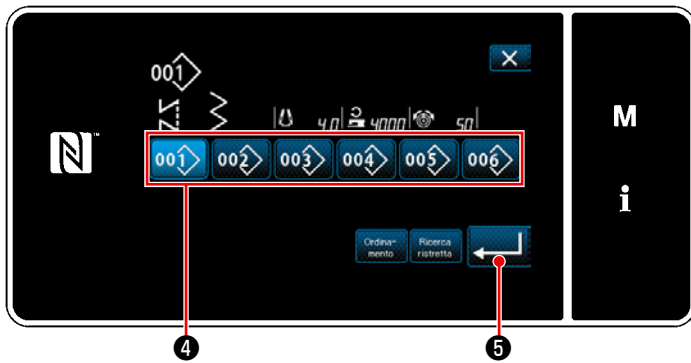 001
4.0 4000 50
001 002 003 004 005 006
M
i
Ordina-
mento
Ricerca
ristretta
4 5